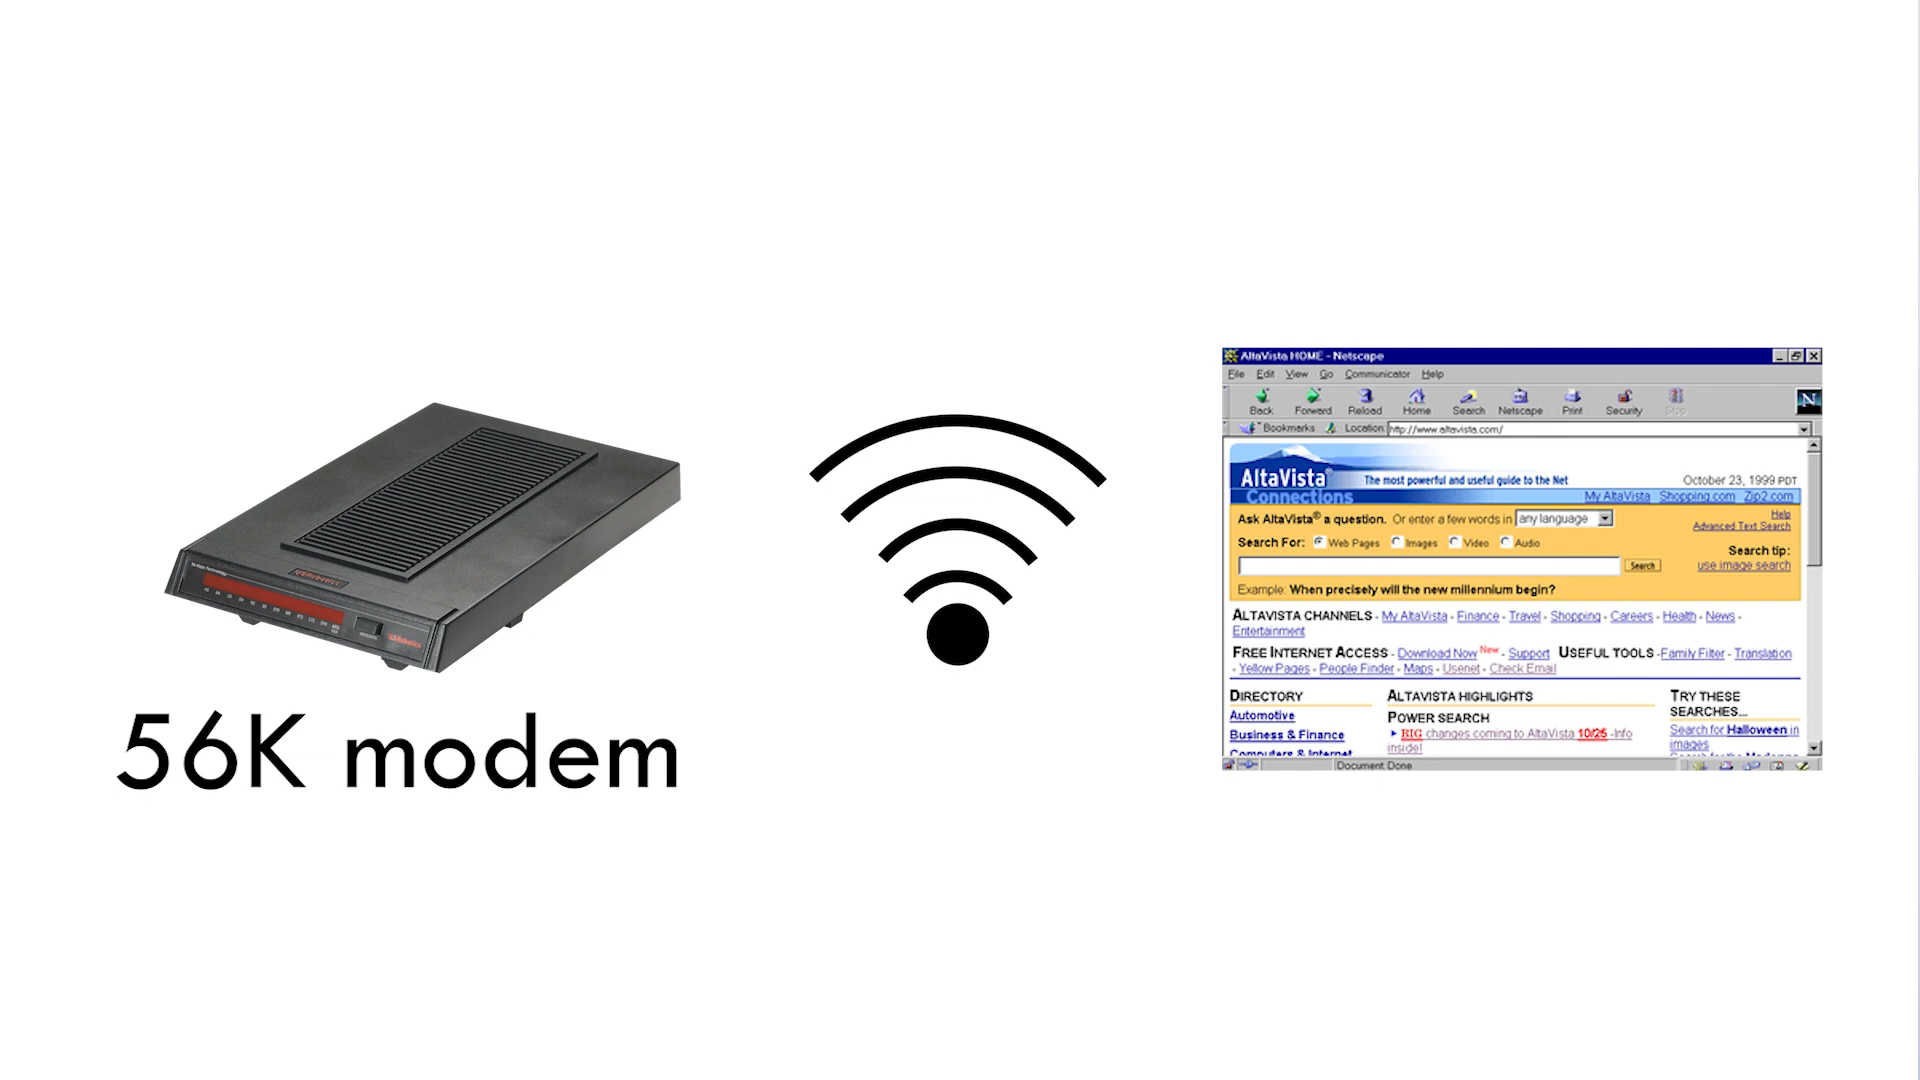 56K modem
USRobotics
USRobotics
AltaVista HOME - Netscape
File Edit View Go Communicator Help
Back Forward Reload Home Search Netscape Print Security Stop
Bookmarks Location: http://www.altavista.com/
AltaVista® The most powerful and useful guide to the Net October 23, 1999 PDT
Connections My AltaVista Shopping.com Zip2.com
Ask AltaVista® a question. Or enter a few words in any language Help
Advanced Text Search
Search For: Web Pages Images Video Audio
Search tip:
Search use image search
Example: When precisely will the new millennium begin?
ALTAVISTA CHANNELS - My AltaVista - Finance - Travel - Shopping - Careers - Health - News -
Entertainment
FREE INTERNET ACCESS - Download Now New - Support USEFUL TOOLS -Family Filter - Translation
- Yellow Pages - People Finder - Maps - Usenet - Check Email
DIRECTORY
Automotive
Business & Finance
Computers & Internet
ALTAVISTA HIGHLIGHTS
POWER SEARCH
BIG changes coming to AltaVista 10/25 -Info
inside!
TRY THESE
SEARCHES...
Search for Halloween in
images
Document Done